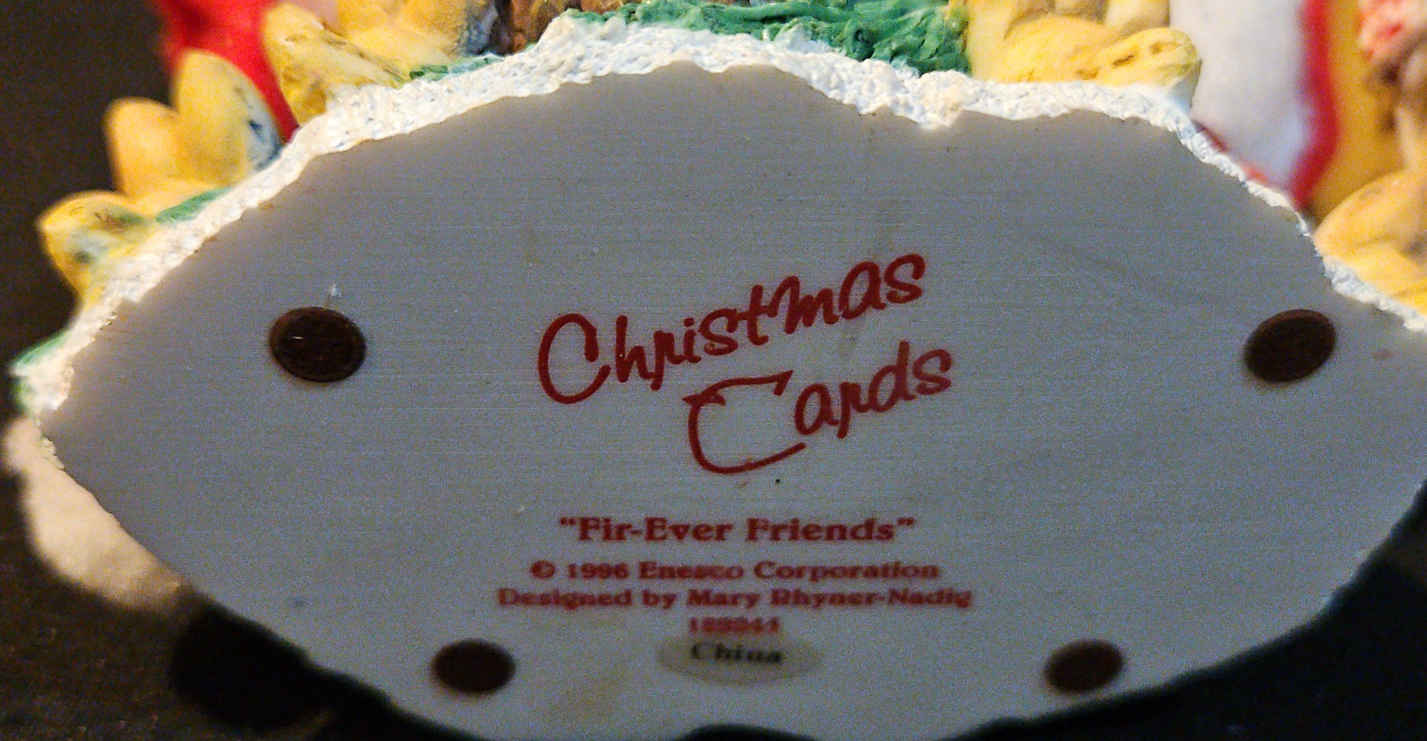 Christmas
Cards
"Fir-Ever Friends"
© 1996 Enesco Corporation
Designed by Mary Rhyner-Nadig
China